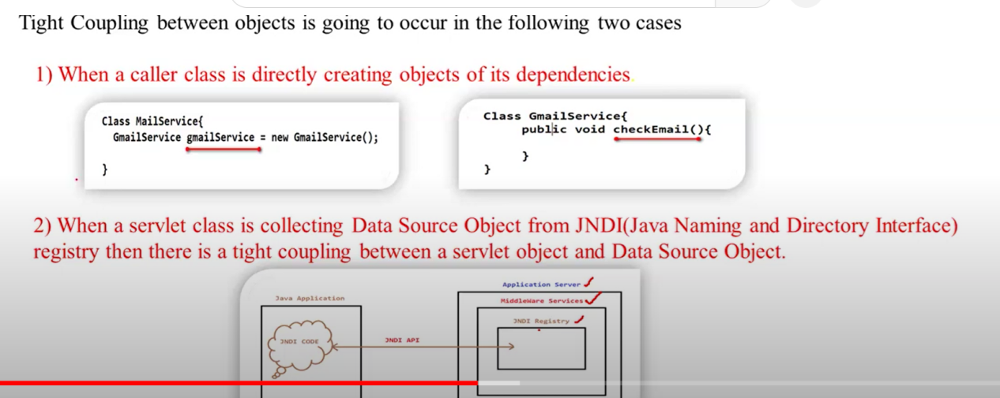 Tight Coupling between objects is going to occur in the following two cases
1) When a caller class is directly creating objects of its dependencies.
Class MailService{
GmailService gmailService = new GmailService();
}
Class GmailService{
public void checkEmail(){
}
}
2) When a servlet class is collecting Data Source Object from JNDI(Java Naming and Directory Interface)
registry then there is a tight coupling between a servlet object and Data Source Object.
Java Application
JNDI CODE
JNDI API
Application Server
MiddleWare Services
JNDI Registry